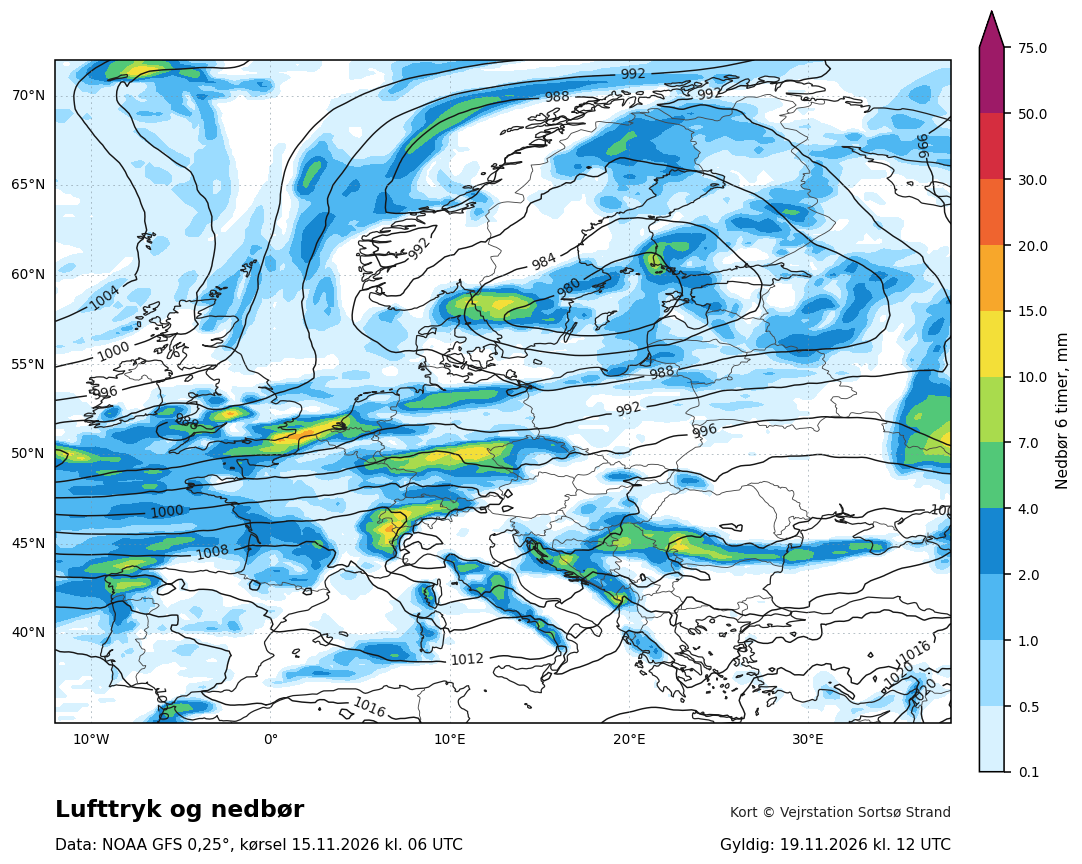 75.0
50.0
30.0
20.0
15.0
10.0
7.0
4.0
2.0
1.0
0.5
0.1
Nedbør 6 timer, mm
70°N
65°N
60°N
55°N
50°N
45°N
40°N
10°W
0°
10°E
20°E
30°E
992
988
992
996
992
984
980
1004
1000
996
988
988
992
996
1000
1008
1012
1016
1020
1016
1020
1020
Lufttryk og nedbør
Kort © Vejrstation Sortsø Strand
Data: NOAA GFS 0,25°, kørsel 15.11.2026 kl. 06 UTC
Gyldig: 19.11.2026 kl. 12 UTC